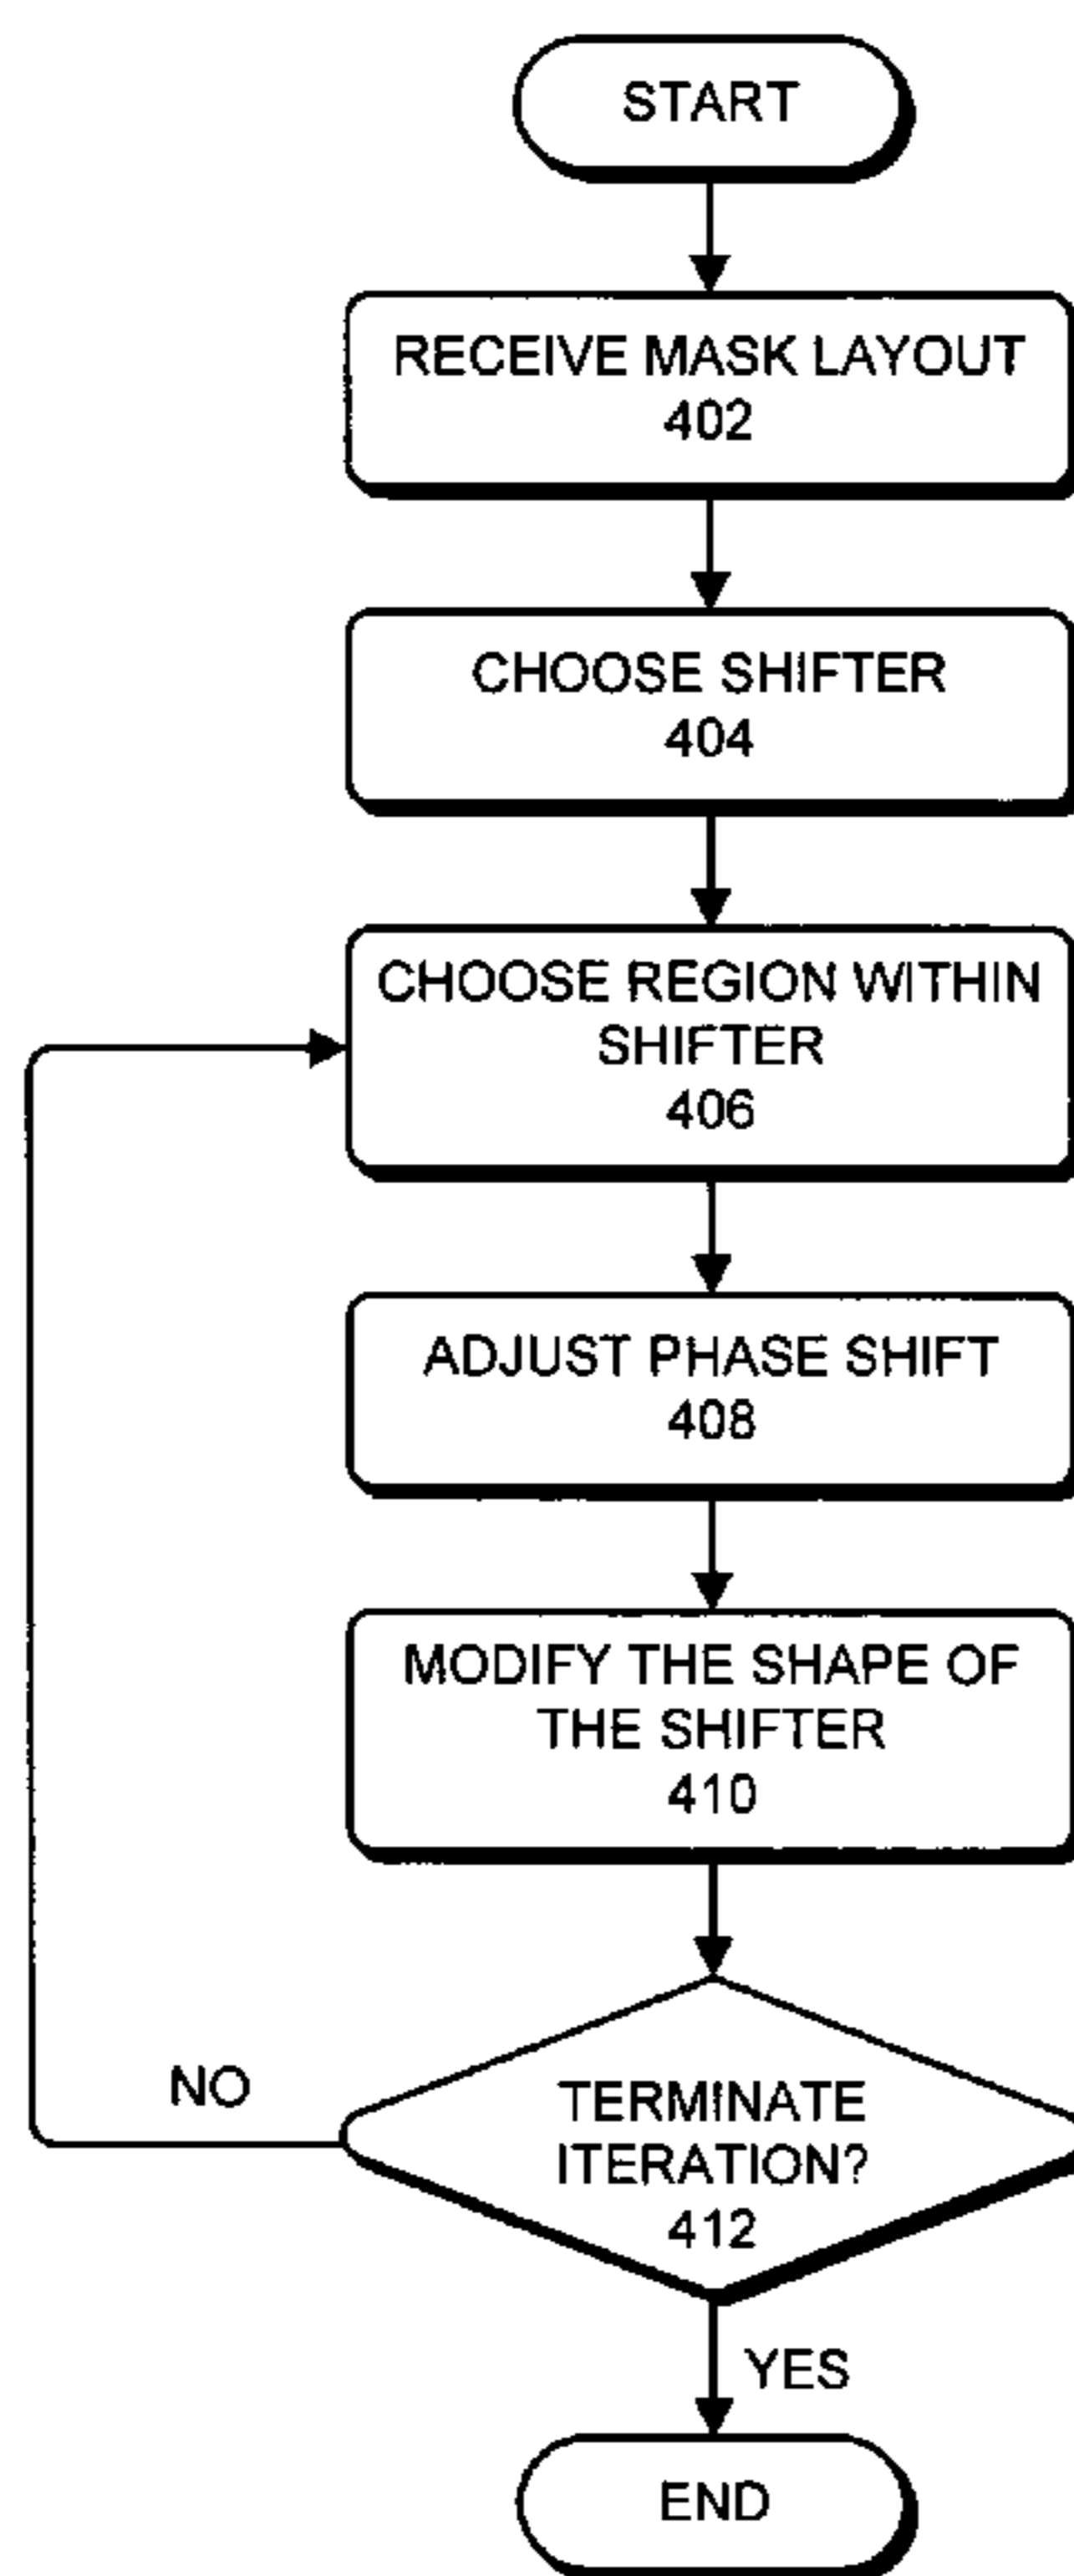 START
RECEIVE MASK LAYOUT
402
CHOOSE SHIFTER
404
CHOOSE REGION WITHIN
SHIFTER
406
ADJUST PHASE SHIFT
408
MODIFY THE SHAPE OF
THE SHIFTER
410
NO
TERMINATE
ITERATION?
412
YES
END